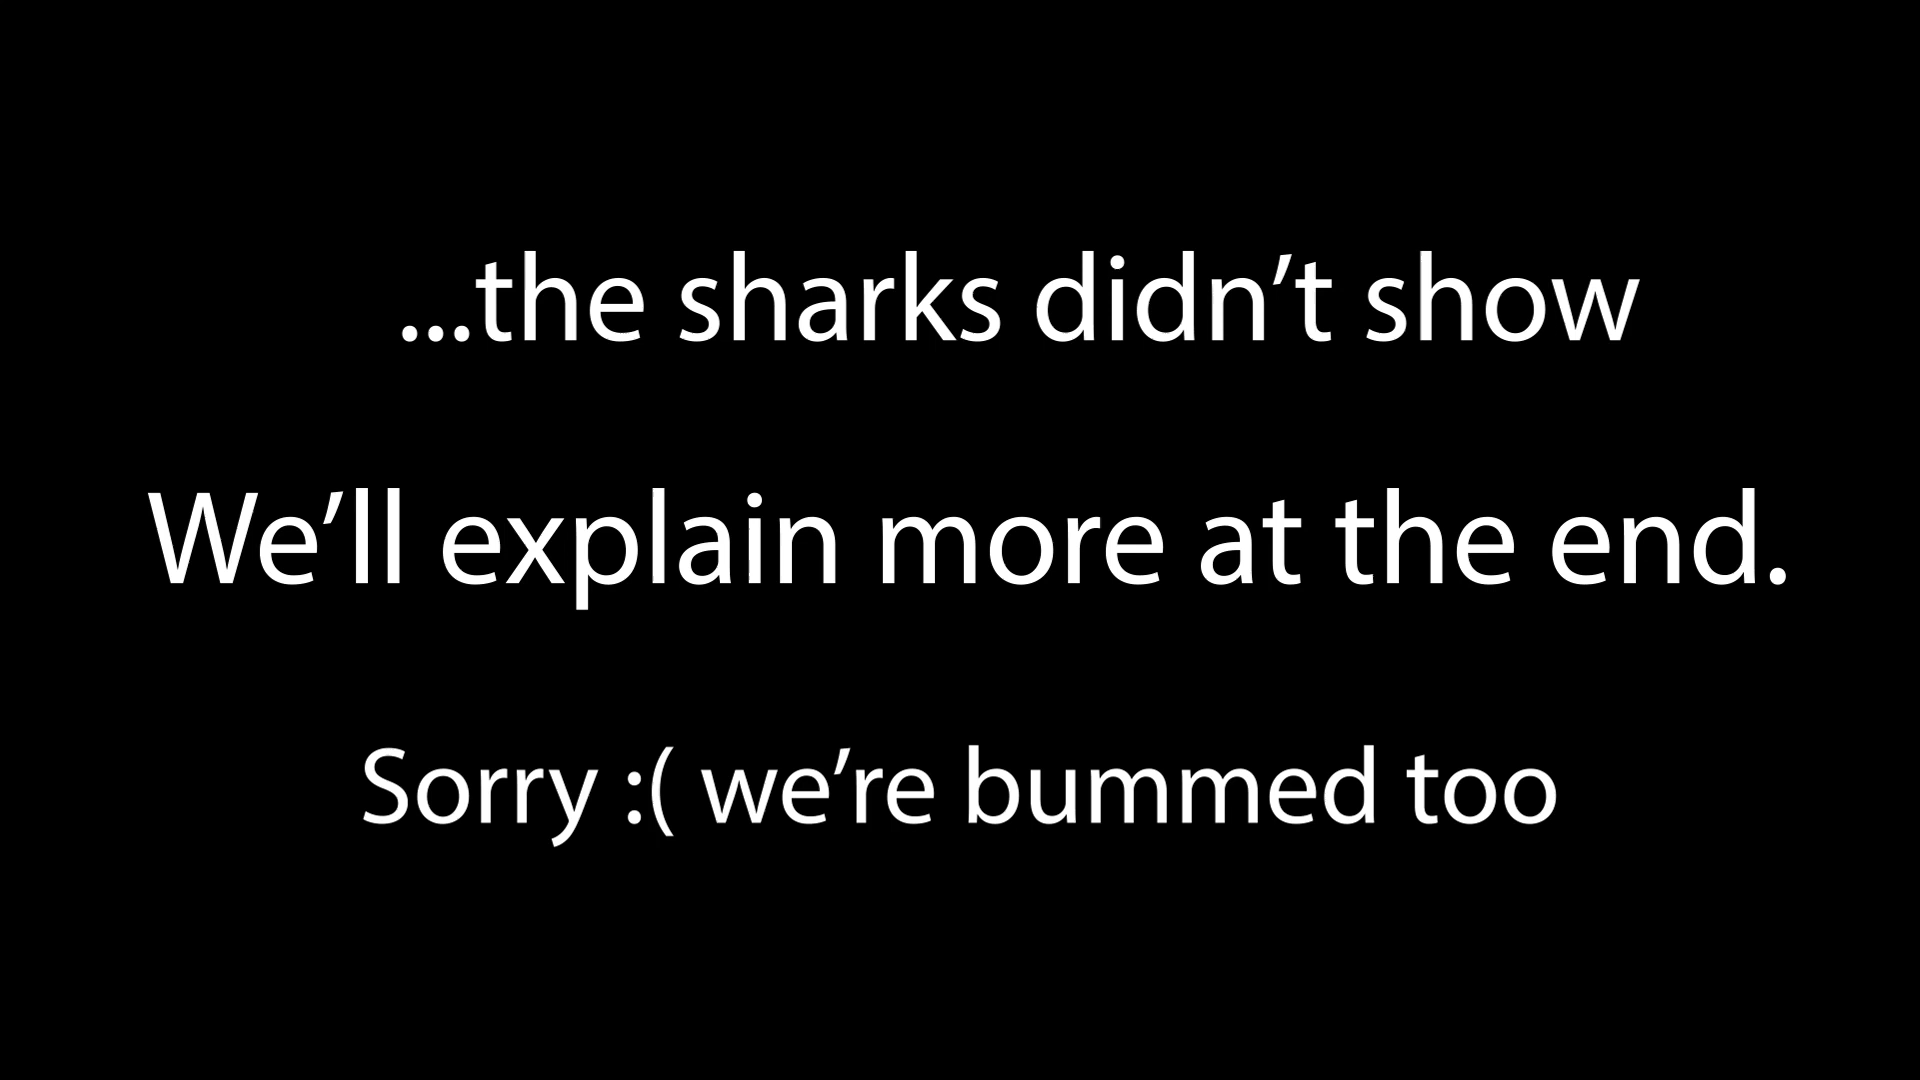 ...the sharks didn’t show
We’ll explain more at the end.
Sorry :( we’re bummed too